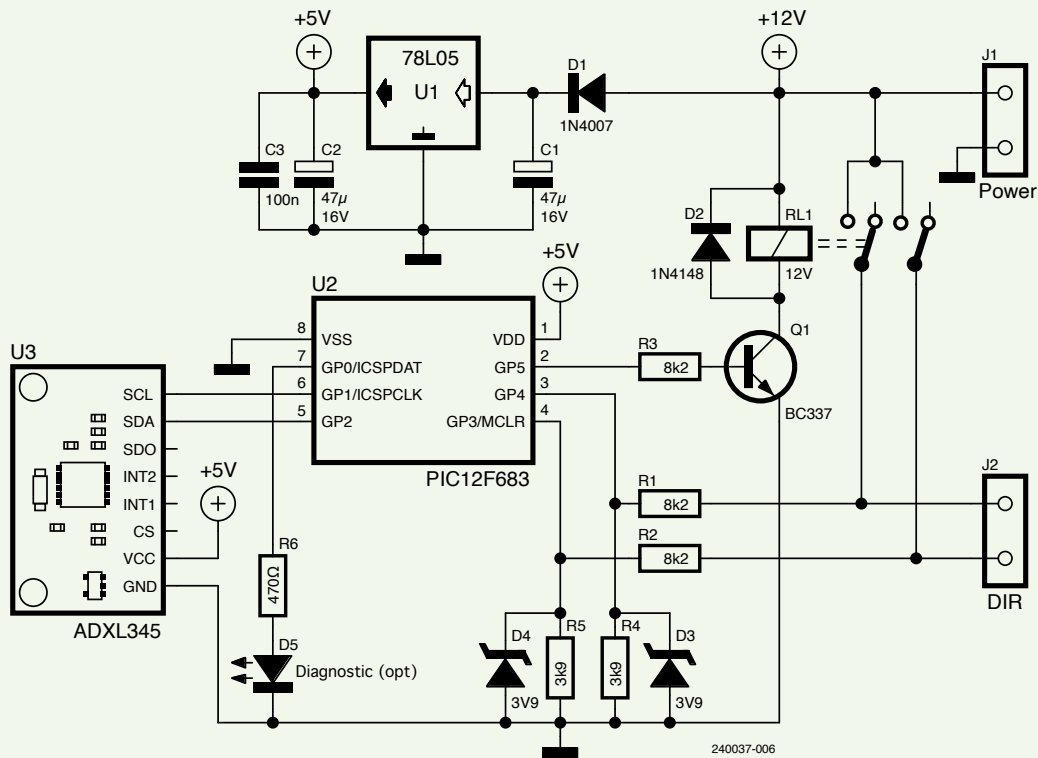 +5V
+12V
78L05
U1
D1
1N4007
J1
Power
C3
100n
C2
47µ
16V
C1
47µ
16V
D2
1N4148
RL1
12V
+5V
U2
8
VSS
7
GP0/ICSPDAT
6
GP1/ICSPCLK
5
GP2
VDD
1
GP5
2
GP4
3
GP3/MCLR
4
PIC12F683
R3
8k2
Q1
BC337
U3
SCL
SDA
SDO
INT2
INT1
CS
VCC
GND
ADXL345
+5V
R1
8k2
R2
8k2
J2
DIR
R6
470Ω
D5
Diagnostic (opt)
D4
3V9
R5
3k9
R4
3k9
D3
3V9
240037-006